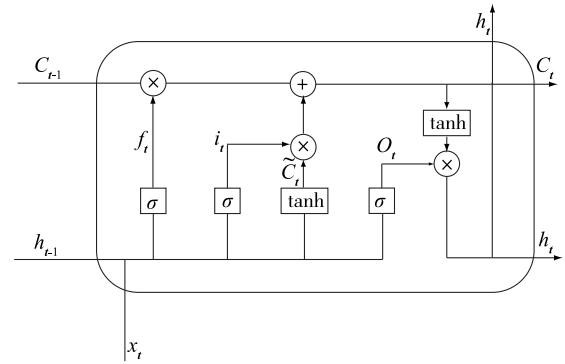 h_t
C_{t-1}
×
+
C_t
tanh
f_t
i_t
×
O_t
×
C̃_t
σ
σ
tanh
σ
h_{t-1}
h_t
x_t